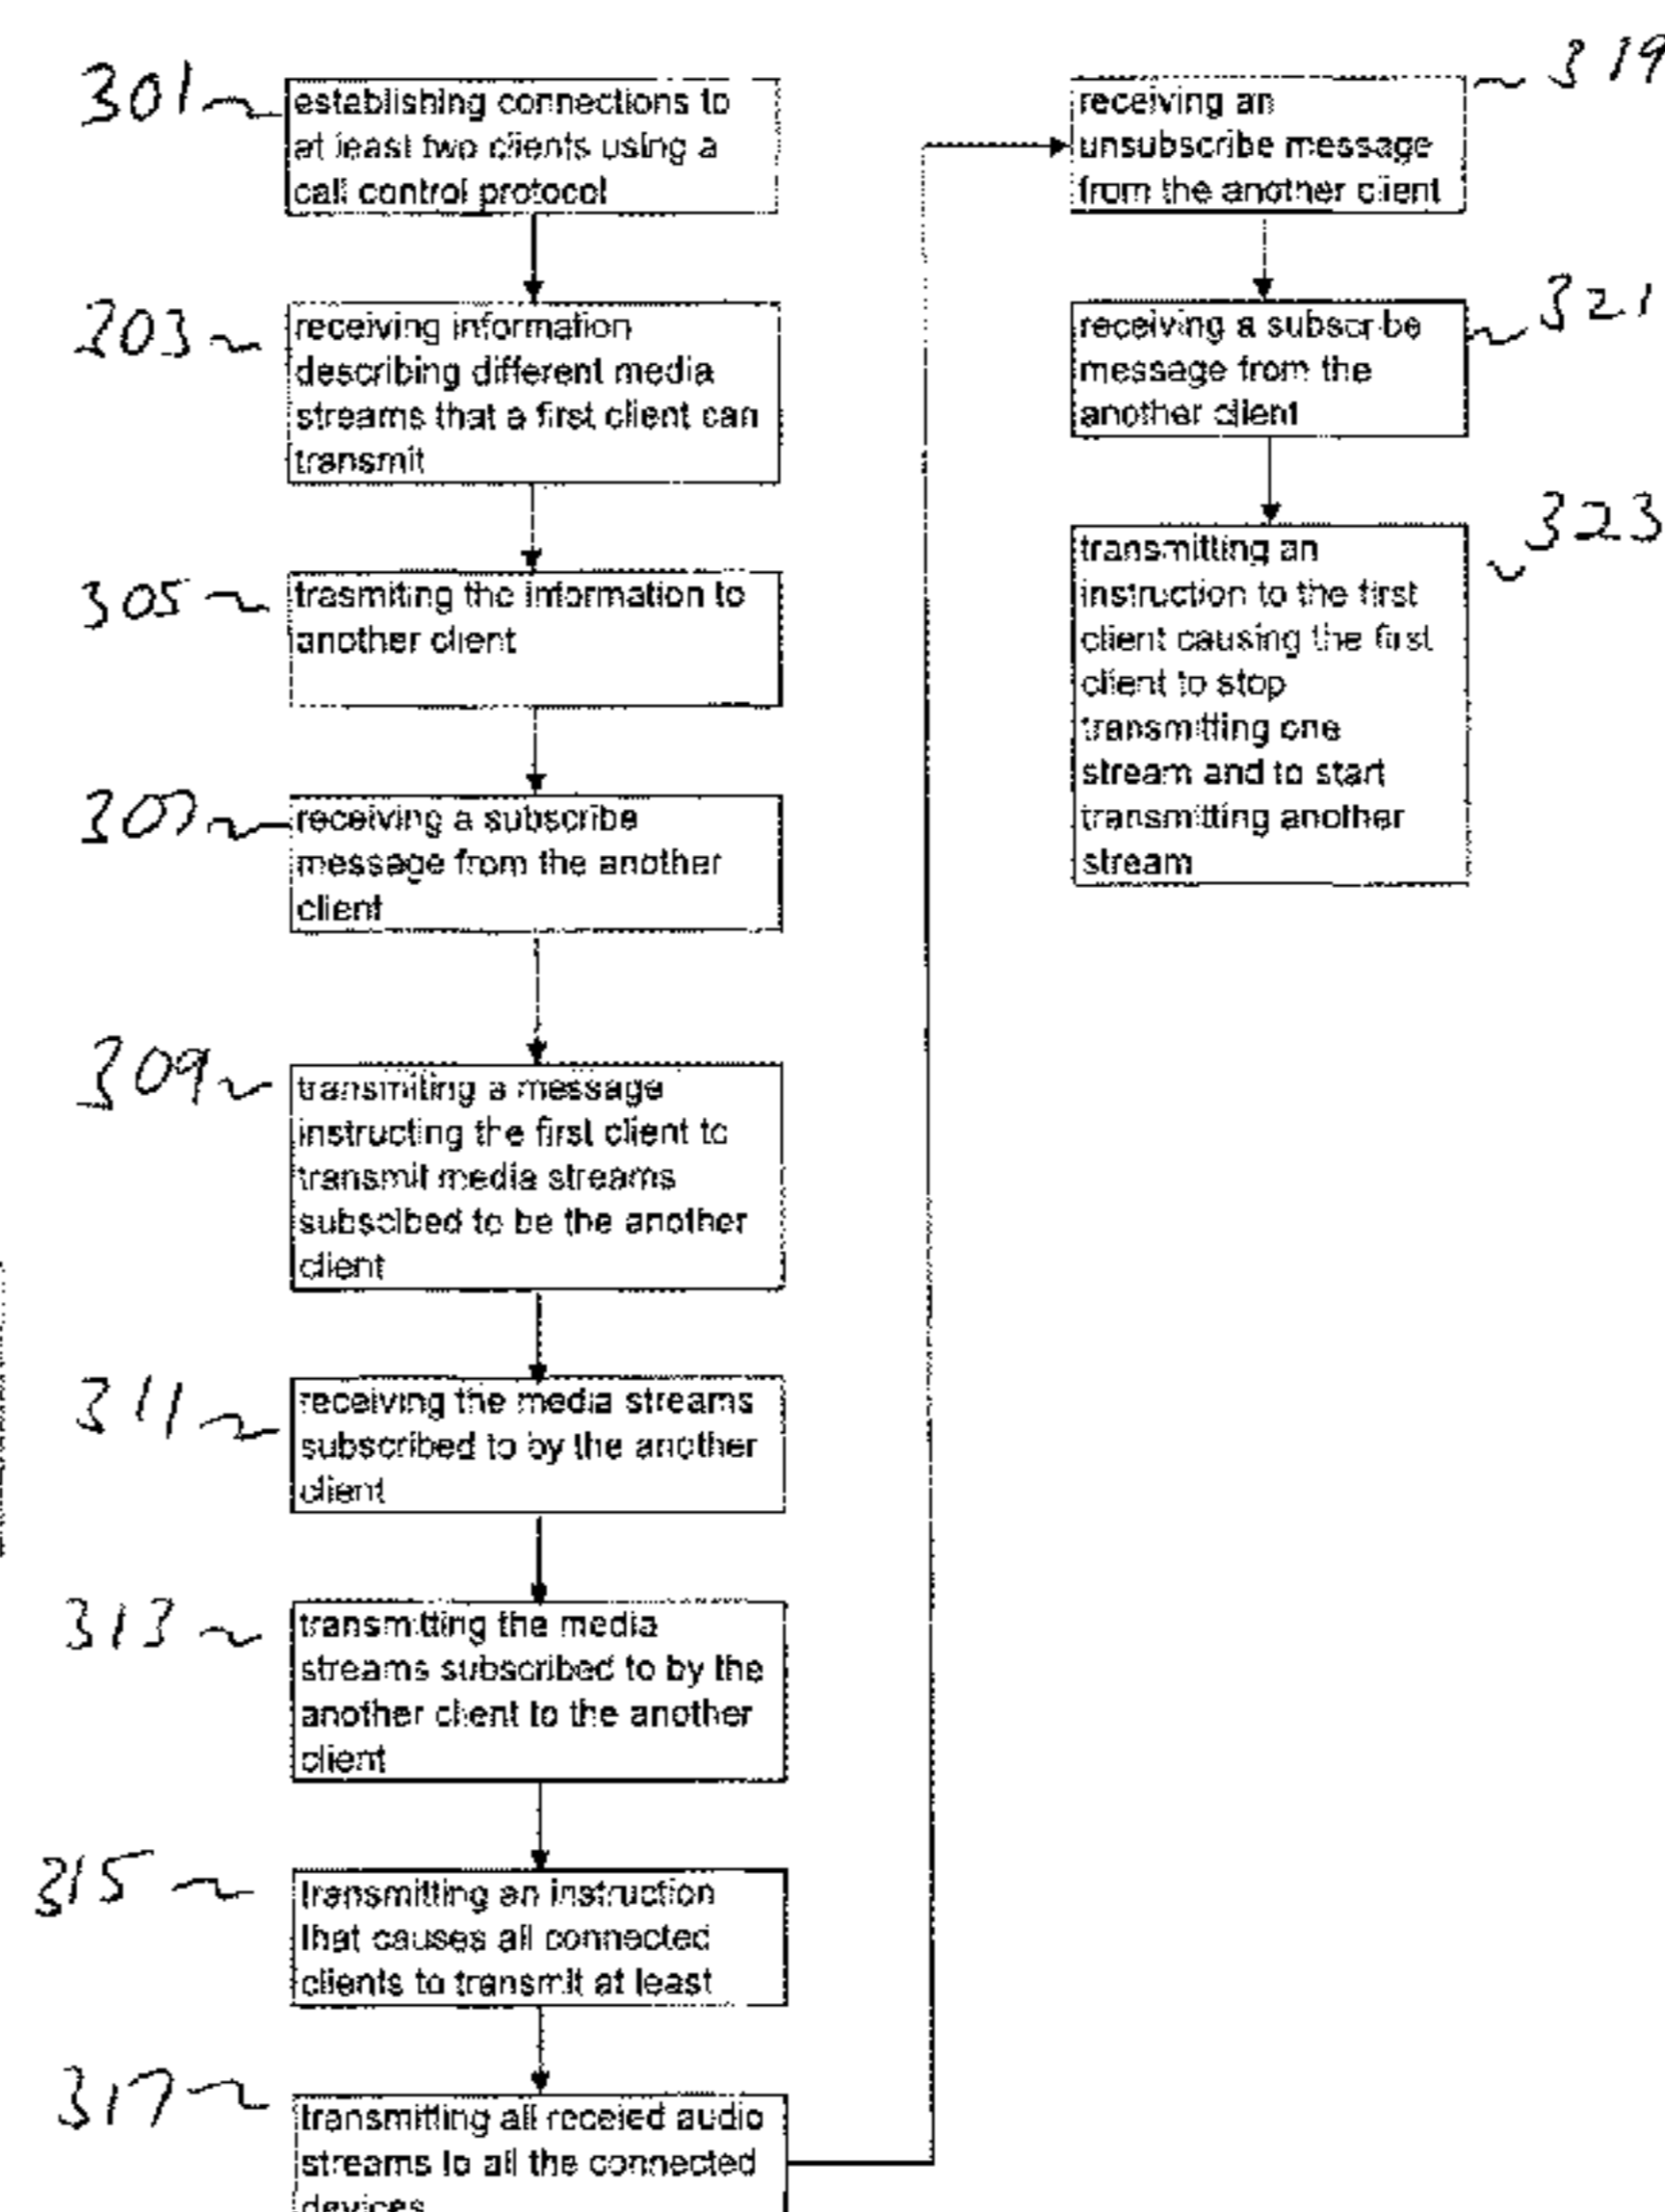 301
establishing connections to
at least two clients using a
call control protocol
303
receiving information
describing different media
streams that a first client can
transmit
305
trasmiting the information to
another client
307
receiving a subscribe
message from the another
client
309
transmiting a message
instructing the first client to
transmit media streams
subscibed to be the another
client
311
receiving the media streams
subscribed to by the another
client
313
transmitting the media
streams subscribed to by the
another client to the another
client
315
transmitting an instruction
that causes all connected
clients to transmit at least
317
transmitting all receied audio
streams to all the connected
devices
319
receiving an
unsubscribe message
from the another client
321
receiving a subscribe
message from the
another client
323
transmitting an
instruction to the first
client causing the first
client to stop
transmitting one
stream and to start
transmitting another
stream